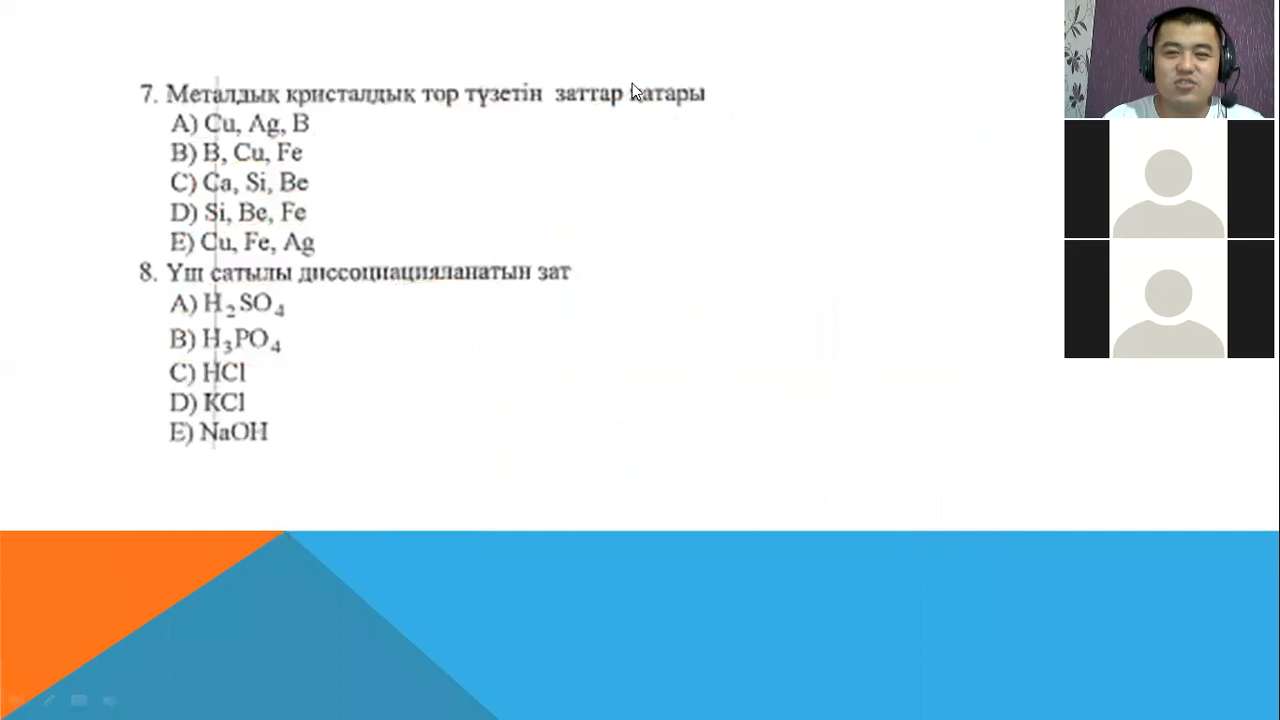 7. Металдық кристалдық тор түзетін заттар қатары
A) Cu, Ag, B
B) B, Cu, Fe
C) Ca, Si, Be
D) Si, Be, Fe
E) Cu, Fe, Ag
8. Үш сатылы диссоциацияланатын зат
A) H₂SO₄
B) H₃PO₄
C) HCl
D) KCl
E) NaOH